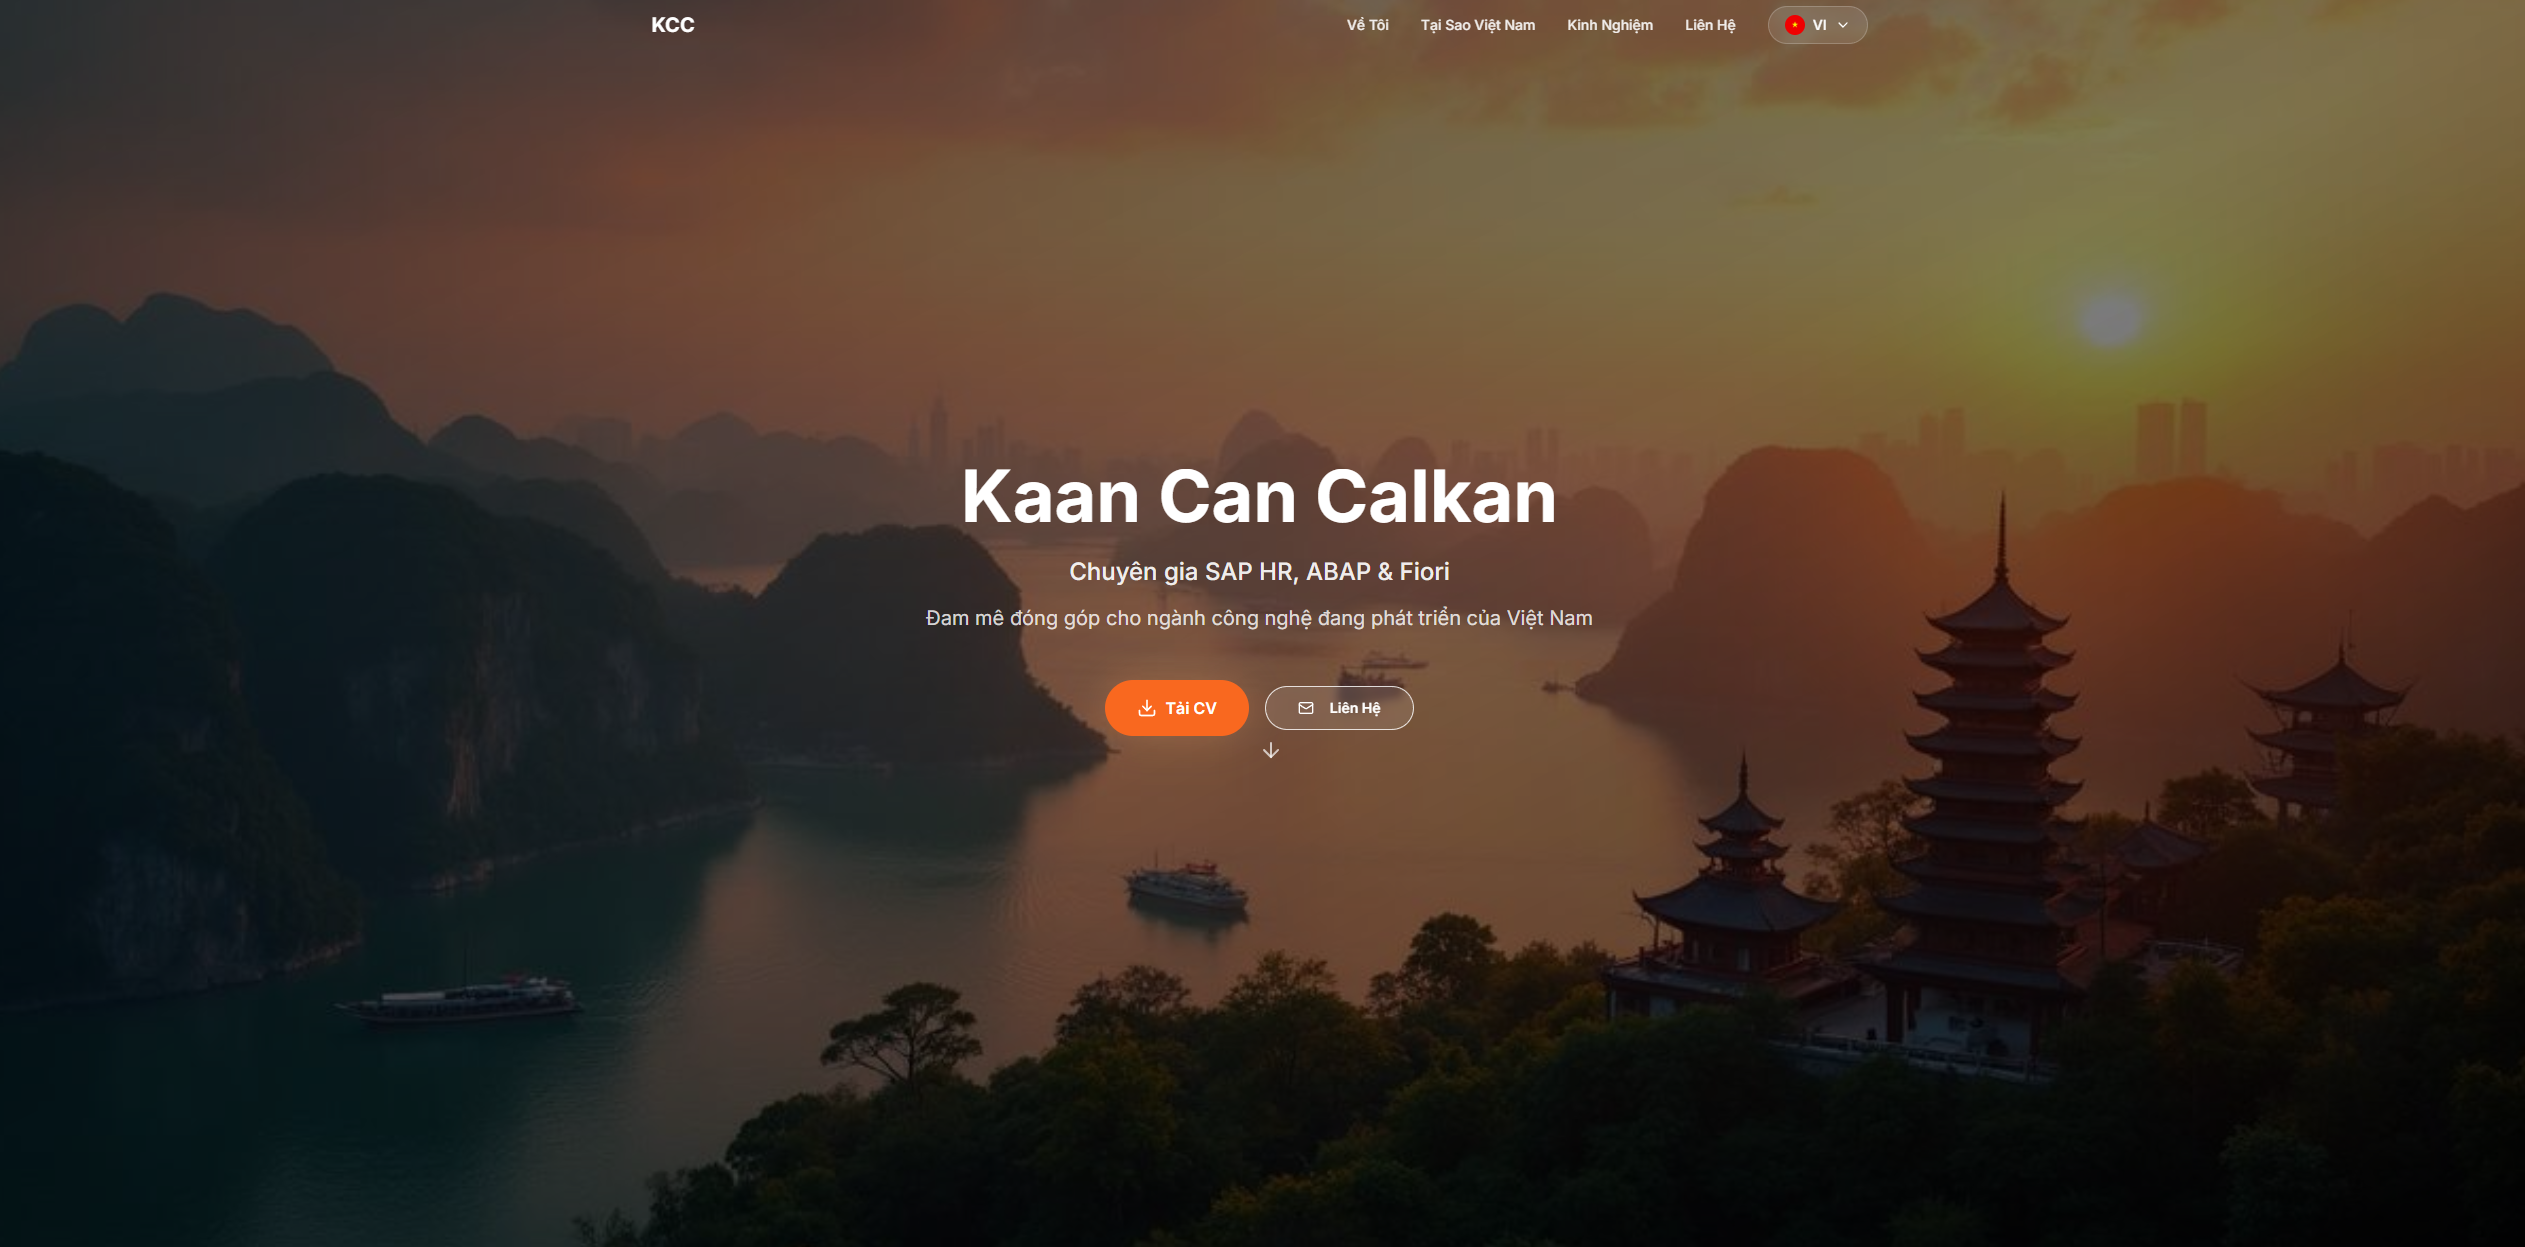 KCC
Về Tôi
Tại Sao Việt Nam
Kinh Nghiệm
Liên Hệ
VI
Kaan Can Calkan
Chuyên gia SAP HR, ABAP & Fiori
Đam mê đóng góp cho ngành công nghệ đang phát triển của Việt Nam
Tải CV
Liên Hệ